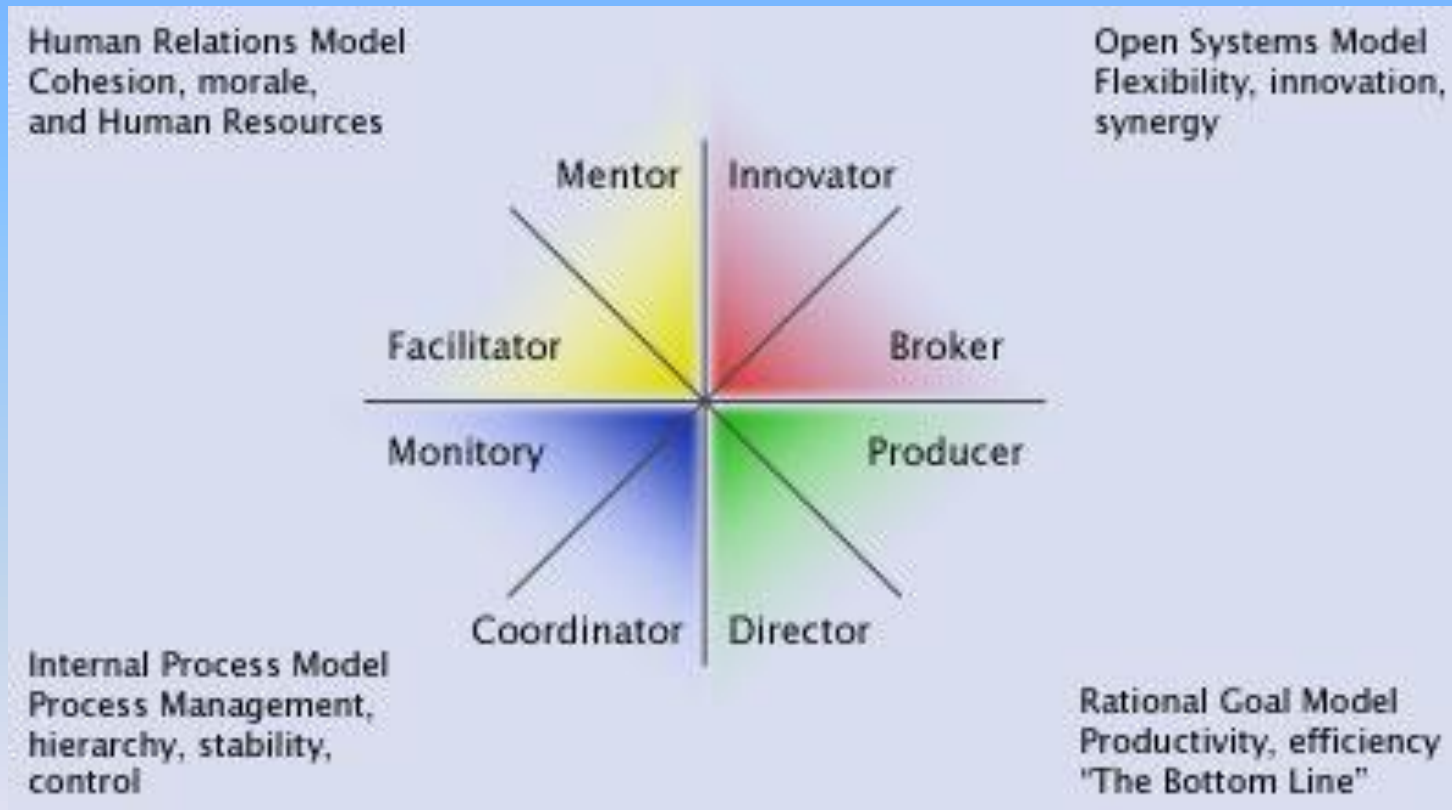 Human Relations Model
Cohesion, morale,
and Human Resources
Open Systems Model
Flexibility, innovation,
synergy
Mentor
Innovator
Facilitator
Broker
Monitory
Producer
Coordinator
Director
Internal Process Model
Process Management,
hierarchy, stability,
control
Rational Goal Model
Productivity, efficiency
"The Bottom Line"